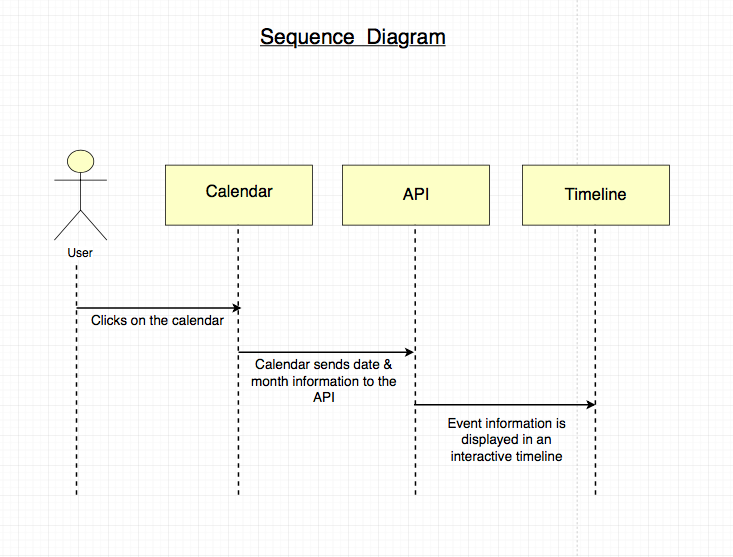 Sequence Diagram
Calendar
API
Timeline
User
Clicks on the calendar
Calendar sends date &
month information to the
API
Event information is
displayed in an
interactive timeline